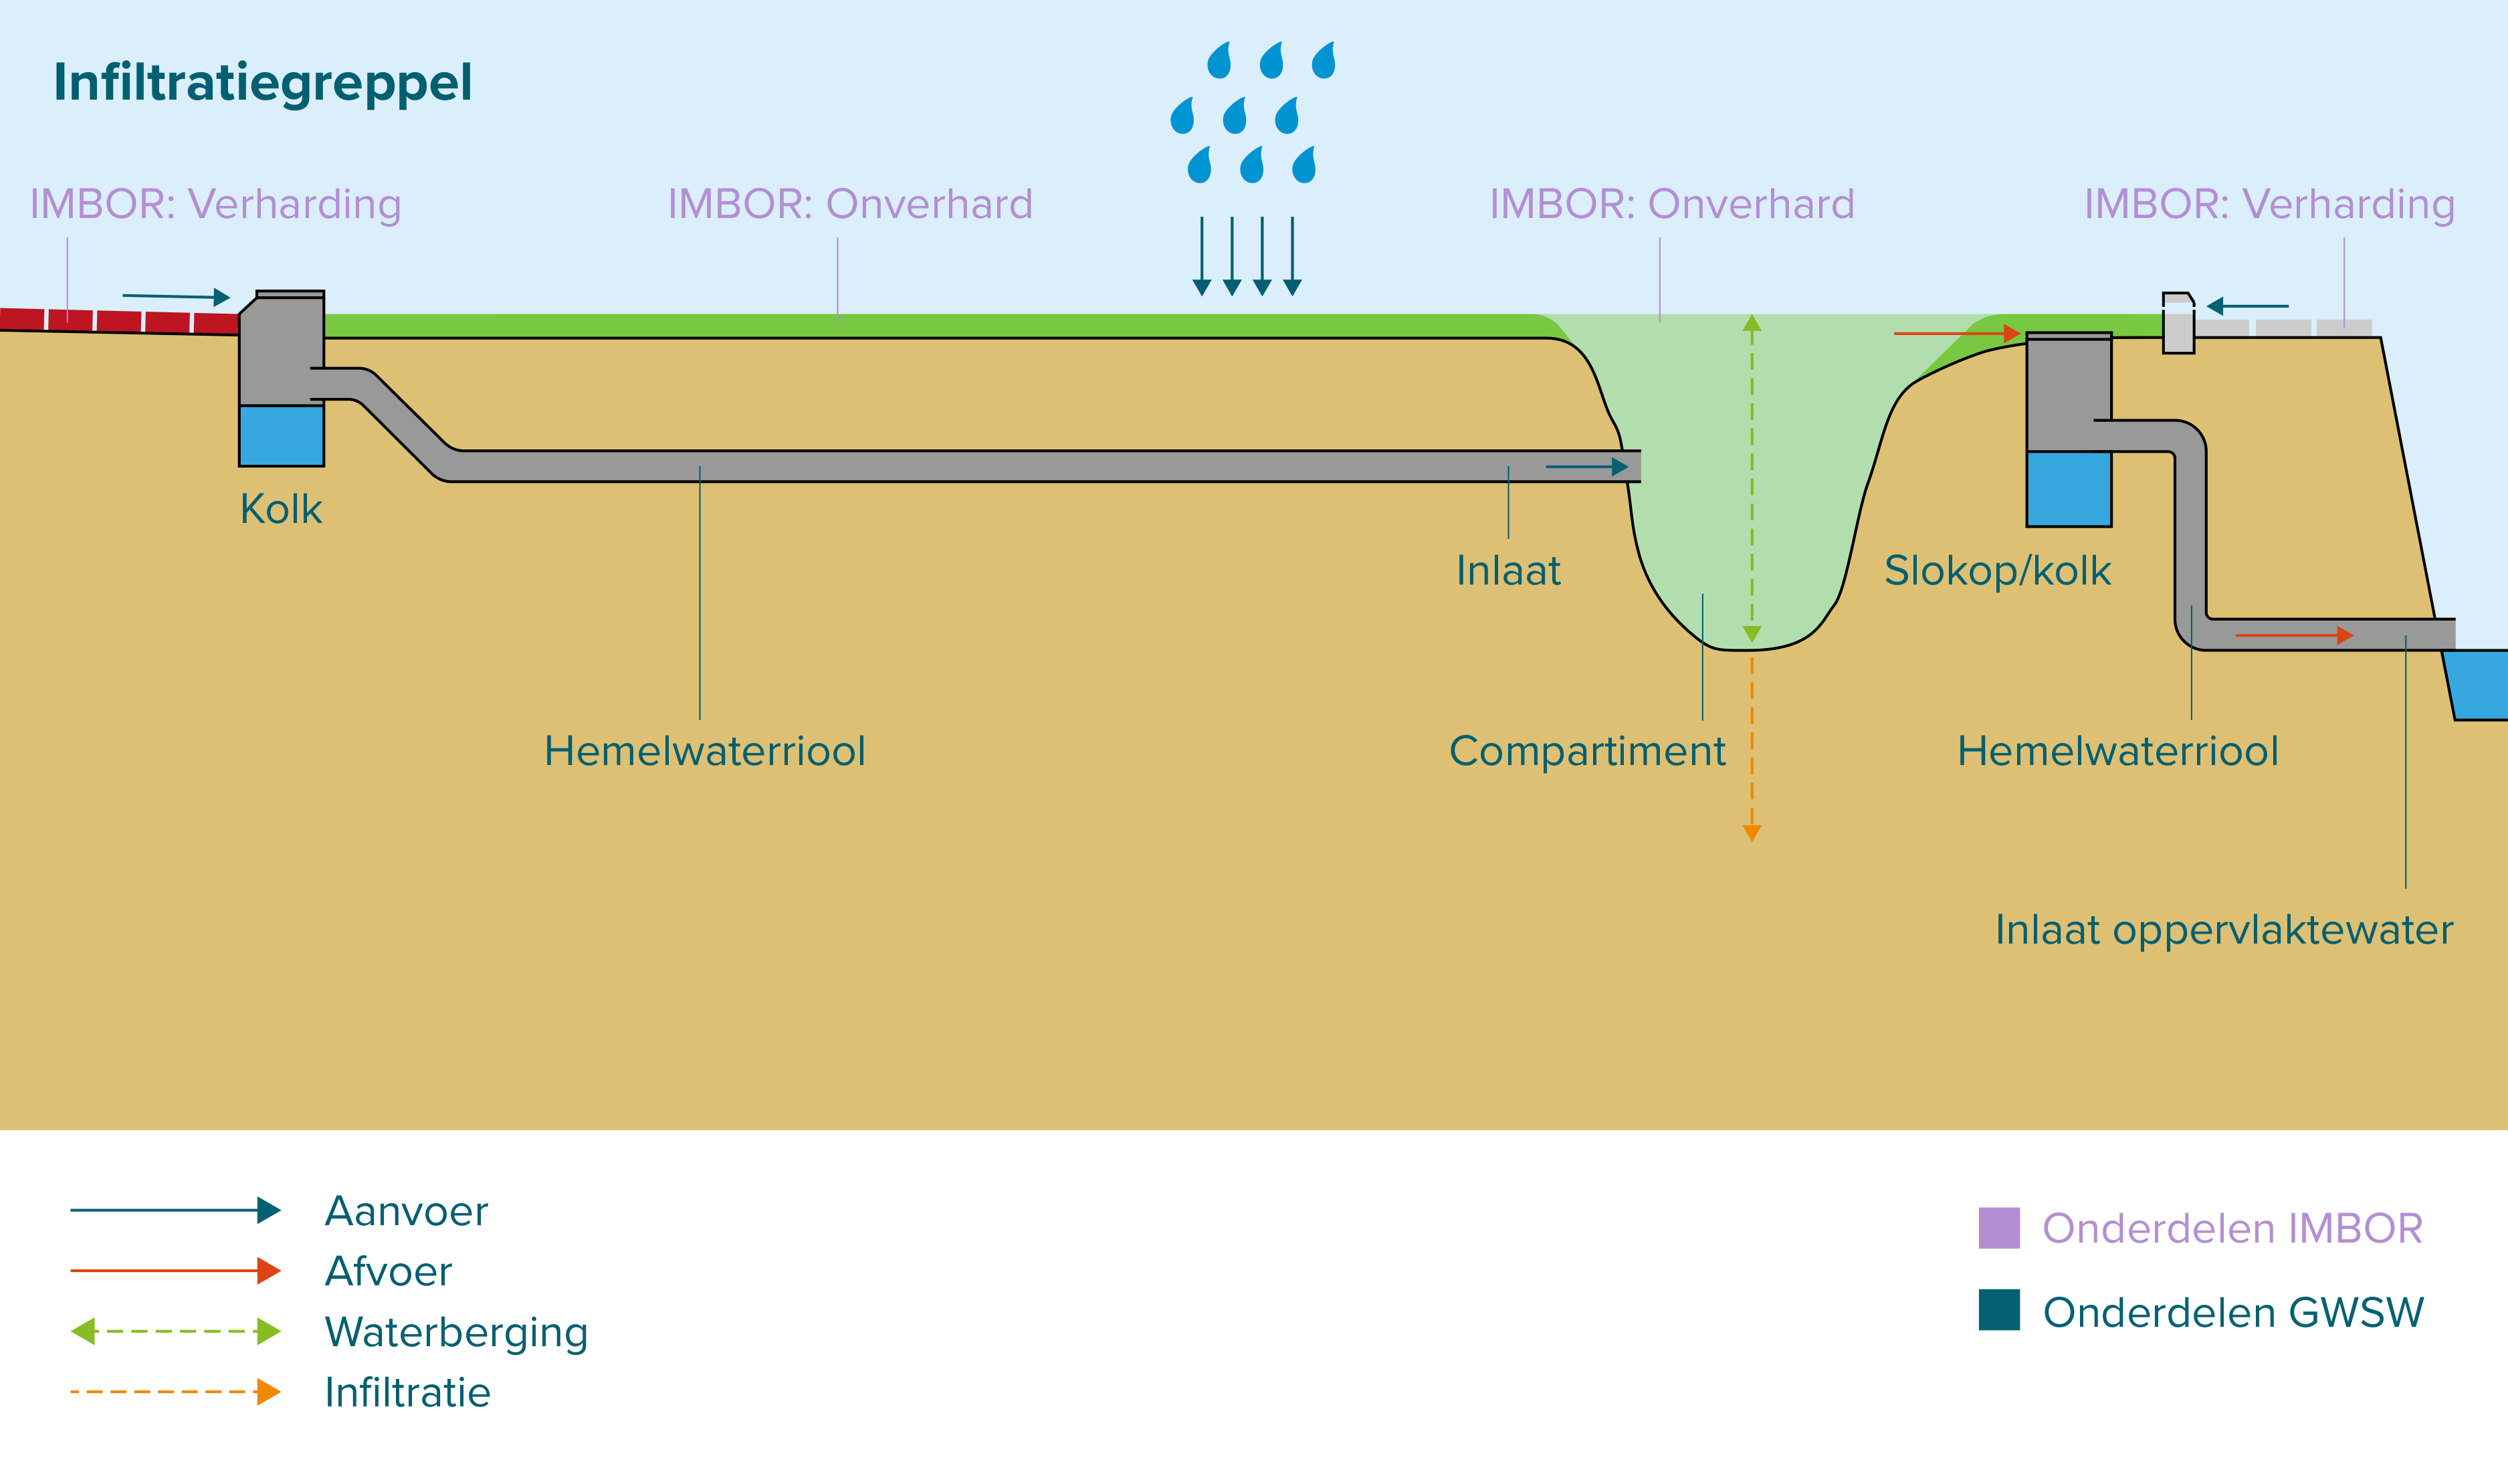 Infiltratiegreppel
IMBOR: Verharding
IMBOR: Onverhard
IMBOR: Onverhard
IMBOR: Verharding
Kolk
Inlaat
Slokop/kolk
Hemelwaterriool
Compartiment
Hemelwaterriool
Inlaat oppervlaktewater
Aanvoer
Afvoer
Waterberging
Infiltratie
Onderdelen IMBOR
Onderdelen GWSW